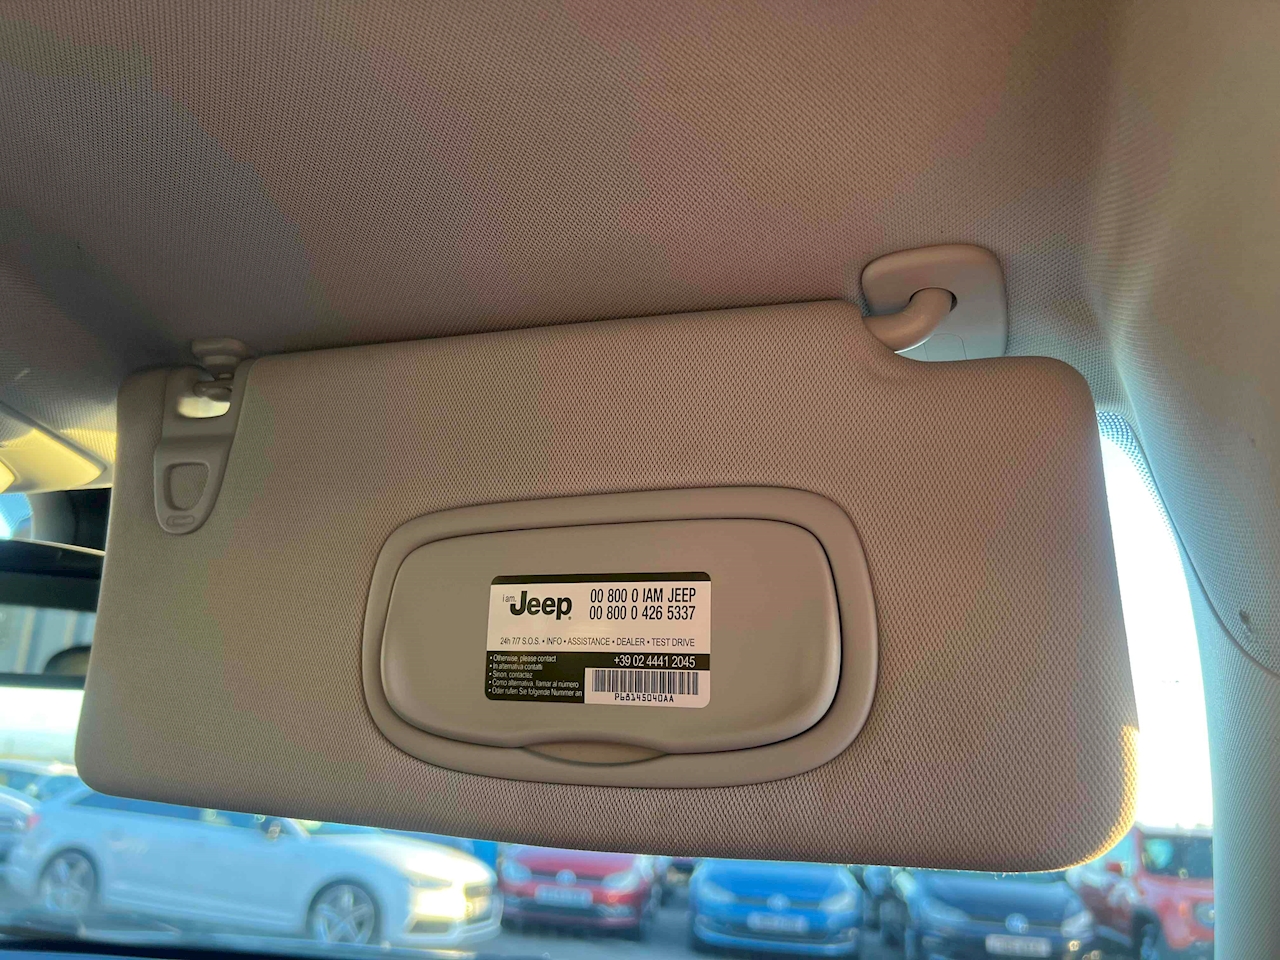 i am.
Jeep®
00 800 0 IAM JEEP
00 800 0 426 5337
24h 7/7 S.O.S. • INFO • ASSISTANCE • DEALER • TEST DRIVE
• Otherwise, please contact
• In alternativa contatti
• Sinon, contactez
• Como alternativa, llamar al número
• Oder rufen Sie folgende Nummer an
+39 02 4441 2045
P68145040AA